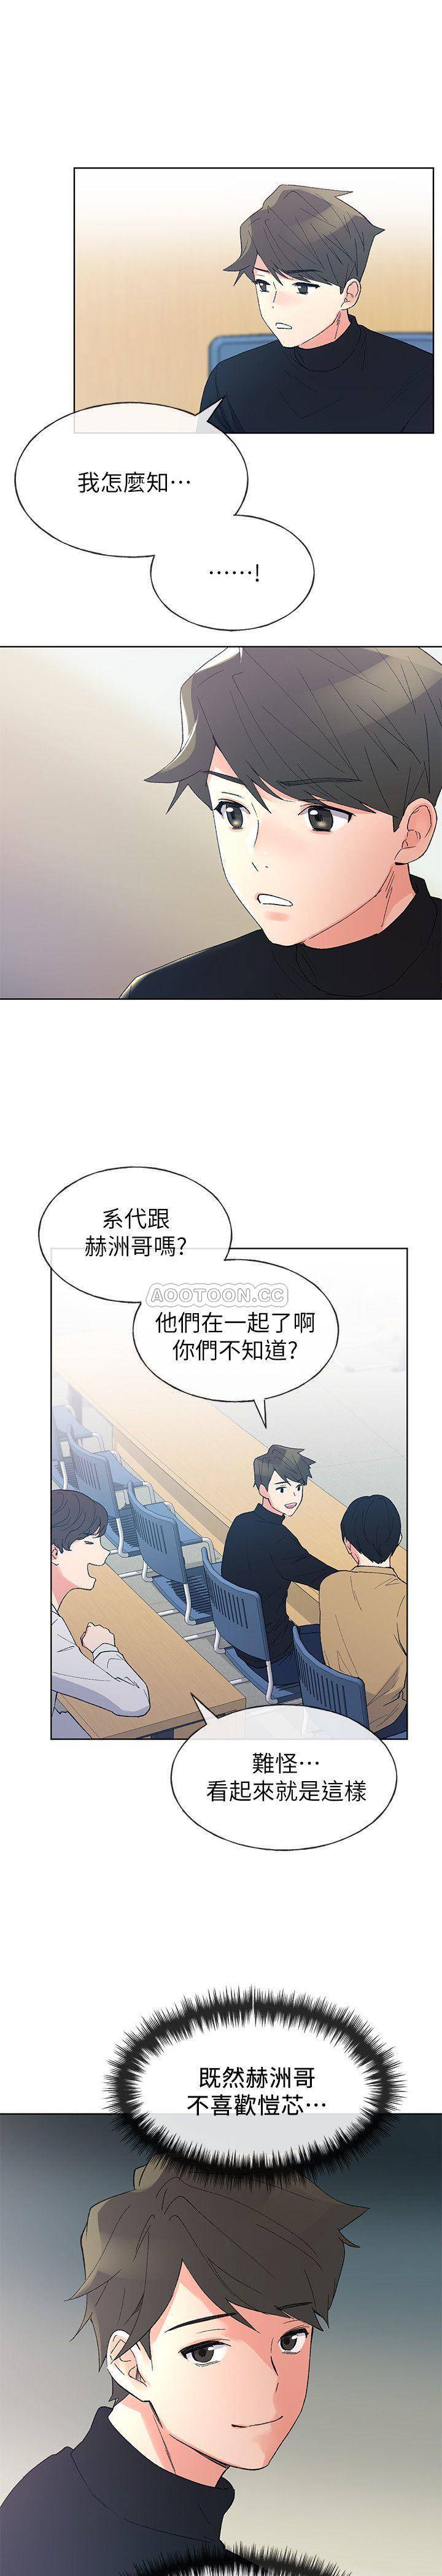 我怎麼知⋯
⋯⋯!
系代跟
赫洲哥嗎?
AOOTOON.CC
他們在一起了啊
你們不知道?
難怪⋯
看起來就是這樣
既然赫洲哥
不喜歡愷芯⋯